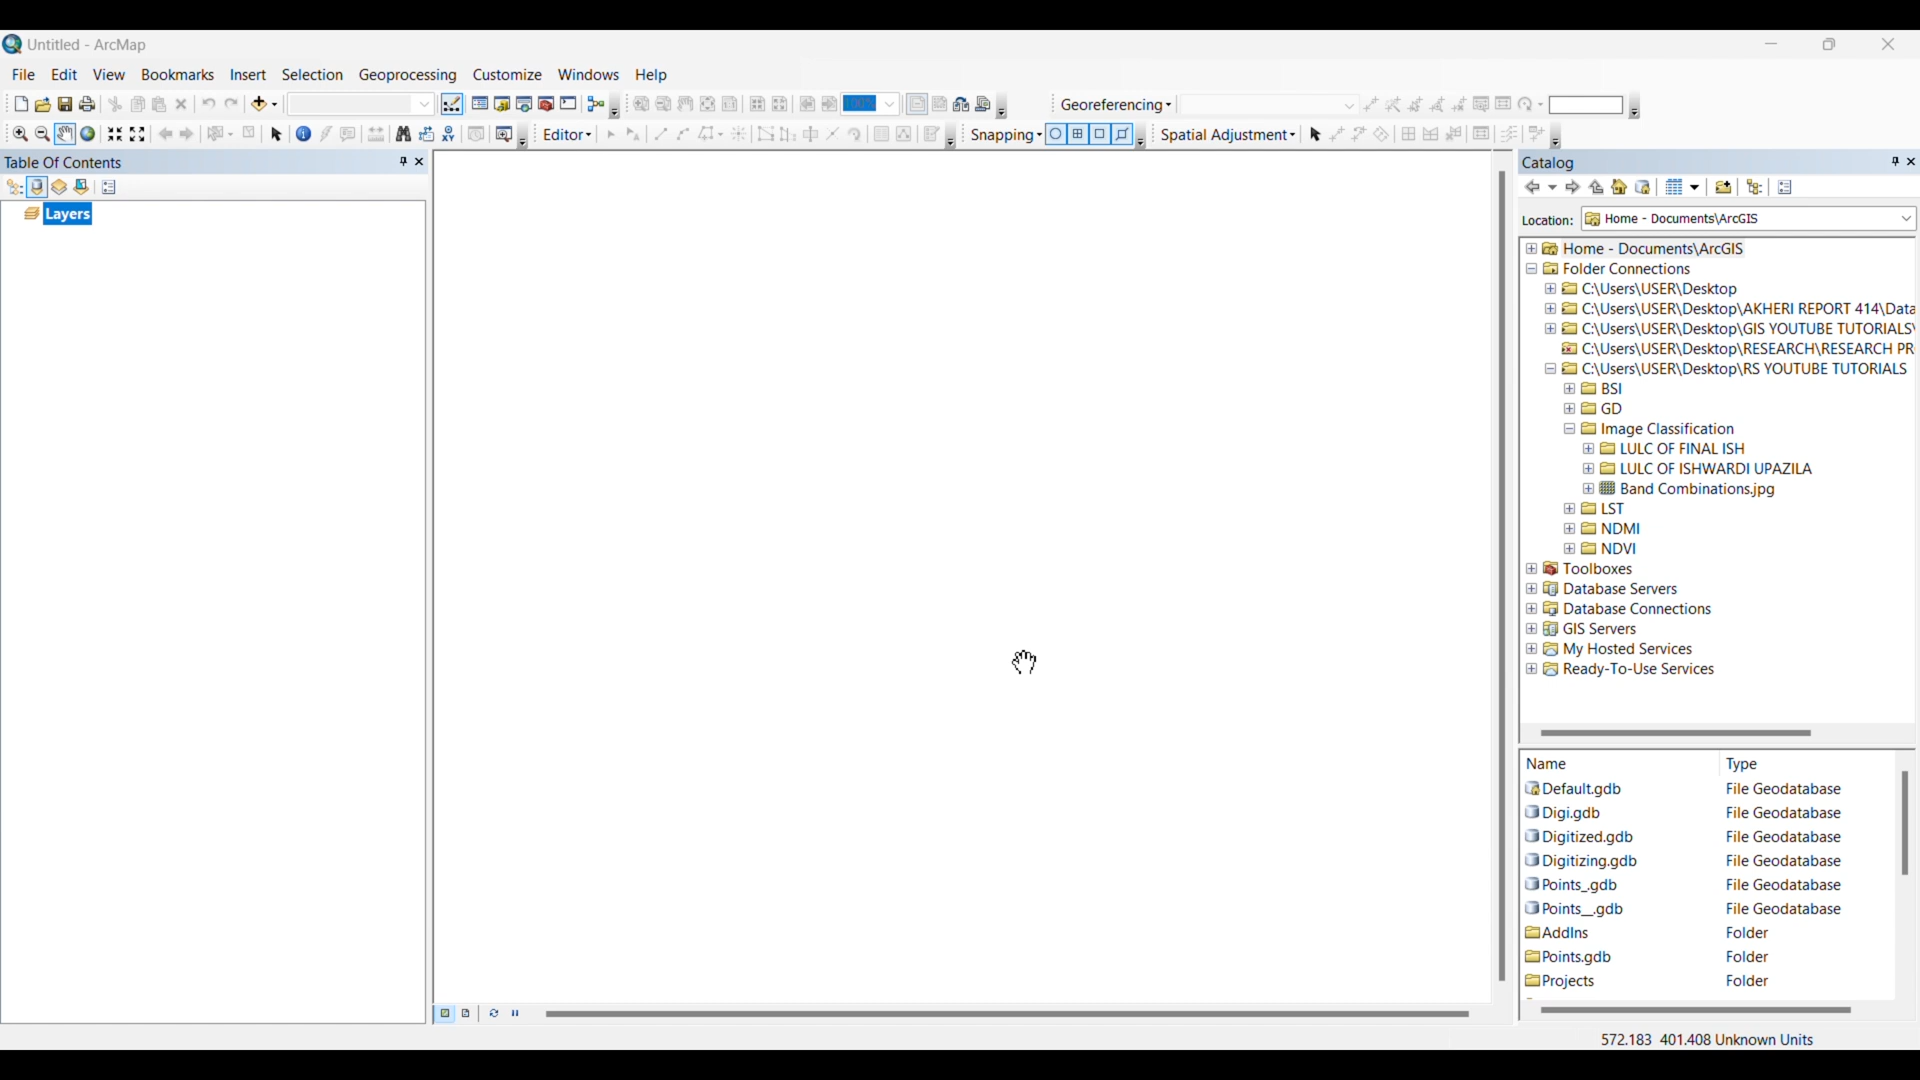 Untitled - ArcMap
File Edit View Bookmarks Insert Selection Geoprocessing Customize Windows Help
100% Georeferencing
Editor Snapping Spatial Adjustment
Table Of Contents
Layers
Catalog
Location: Home - Documents\ArcGIS
Home - Documents\ArcGIS
Folder Connections
C:\Users\USER\Desktop
C:\Users\USER\Desktop\AKHERI REPORT 414\Data
C:\Users\USER\Desktop\GIS YOUTUBE TUTORIALS\
C:\Users\USER\Desktop\RESEARCH\RESEARCH PR
C:\Users\USER\Desktop\RS YOUTUBE TUTORIALS
BSI
GD
Image Classification
LULC OF FINAL ISH
LULC OF ISHWARDI UPAZILA
Band Combinations.jpg
LST
NDMI
NDVI
Toolboxes
Database Servers
Database Connections
GIS Servers
My Hosted Services
Ready-To-Use Services
Name Type
Default.gdb File Geodatabase
Digi.gdb File Geodatabase
Digitized.gdb File Geodatabase
Digitizing.gdb File Geodatabase
Points_.gdb File Geodatabase
Points__.gdb File Geodatabase
AddIns Folder
Points.gdb Folder
Projects Folder
572.183 401.408 Unknown Units